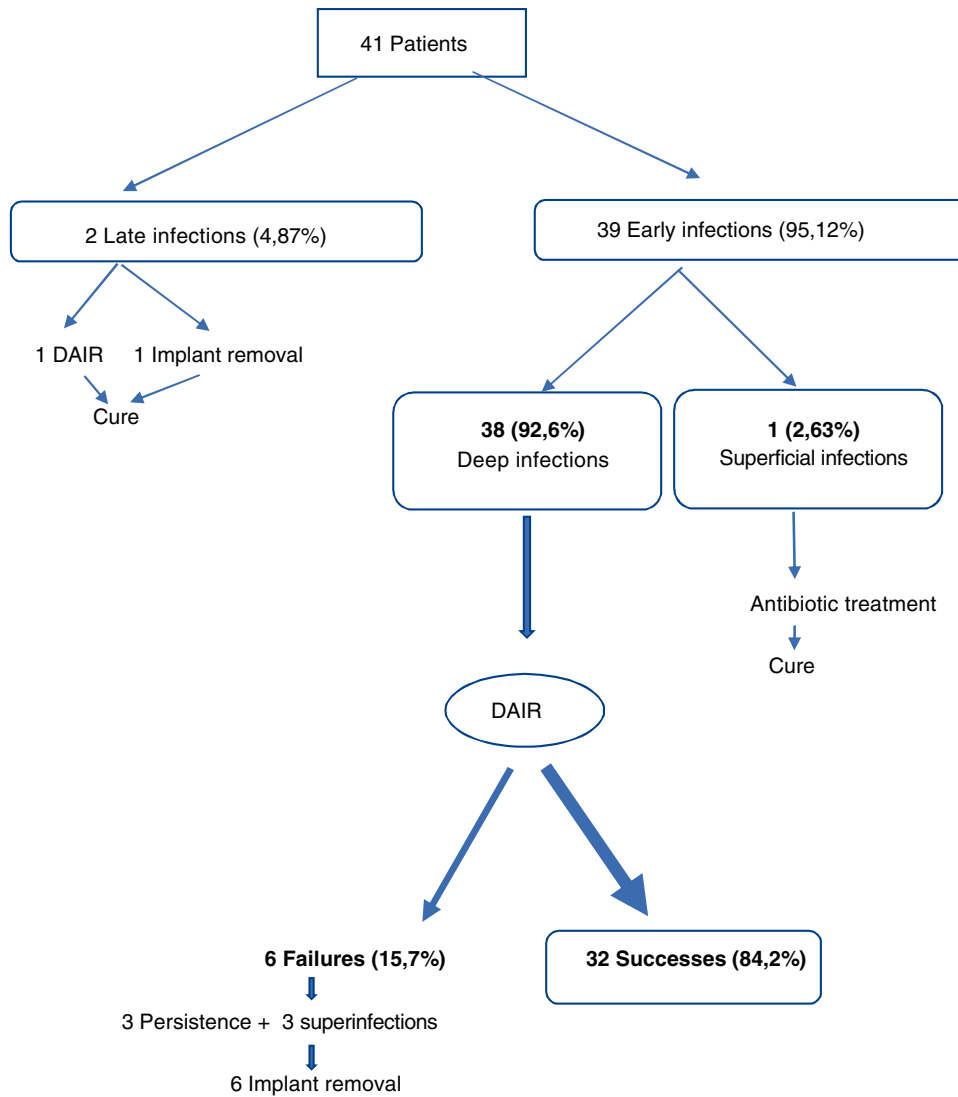 41 Patients
2 Late infections (4,87%)
39 Early infections (95,12%)
1 DAIR
1 Implant removal
Cure
38 (92,6%)
Deep infections
1 (2,63%)
Superficial infections
Antibiotic treatment
Cure
DAIR
6 Failures (15,7%)
32 Successes (84,2%)
3 Persistence + 3 superinfections
6 Implant removal